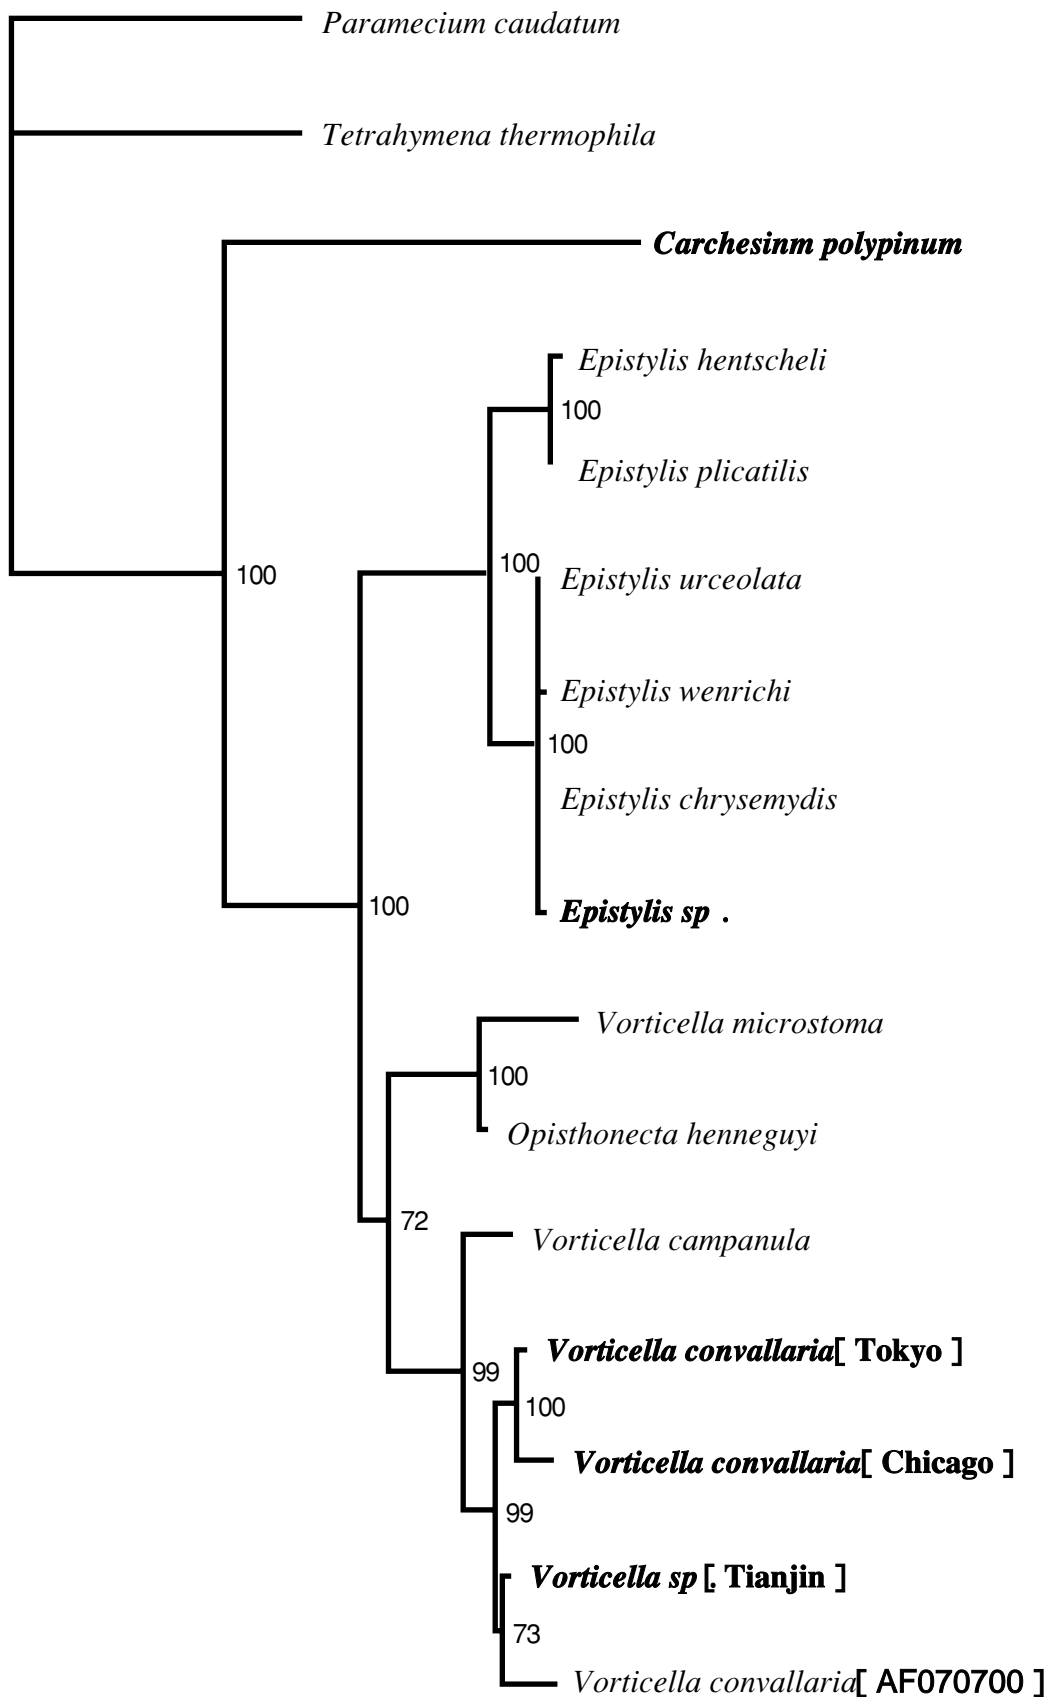 Paramecium caudatum
Tetrahymena thermophila
Carchesinm polypinum
Epistylis hentscheli
100
Epistylis plicatilis
100
Epistylis urceolata
100
Epistylis wenrichi
100
Epistylis chrysemydis
100
Epistylis sp .
Vorticella microstoma
100
Opisthonecta henneguyi
72
Vorticella campanula
Vorticella convallaria[ Tokyo ]
99
100
Vorticella convallaria[ Chicago ]
99
Vorticella sp [. Tianjin ]
73
Vorticella convallaria[ AF070700 ]